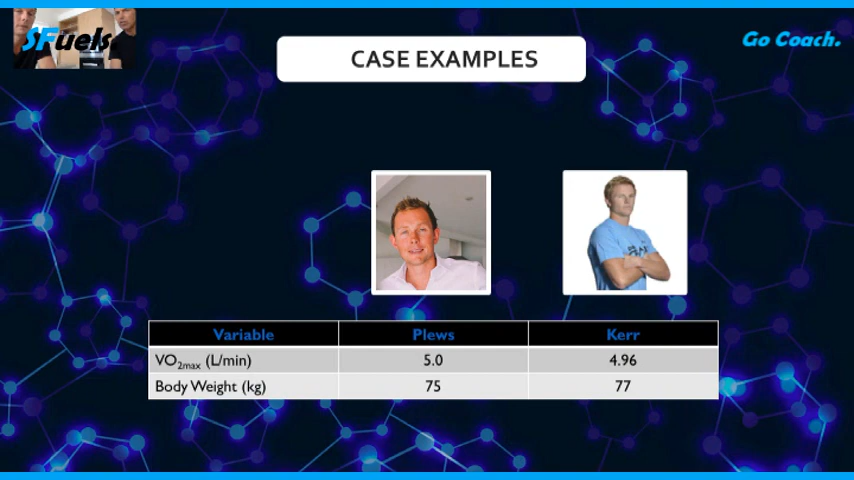 SFuels.
Go Coach.
CASE EXAMPLES
Variable Plews Kerr
VO2max (L/min) 5.0 4.96
Body Weight (kg) 75 77